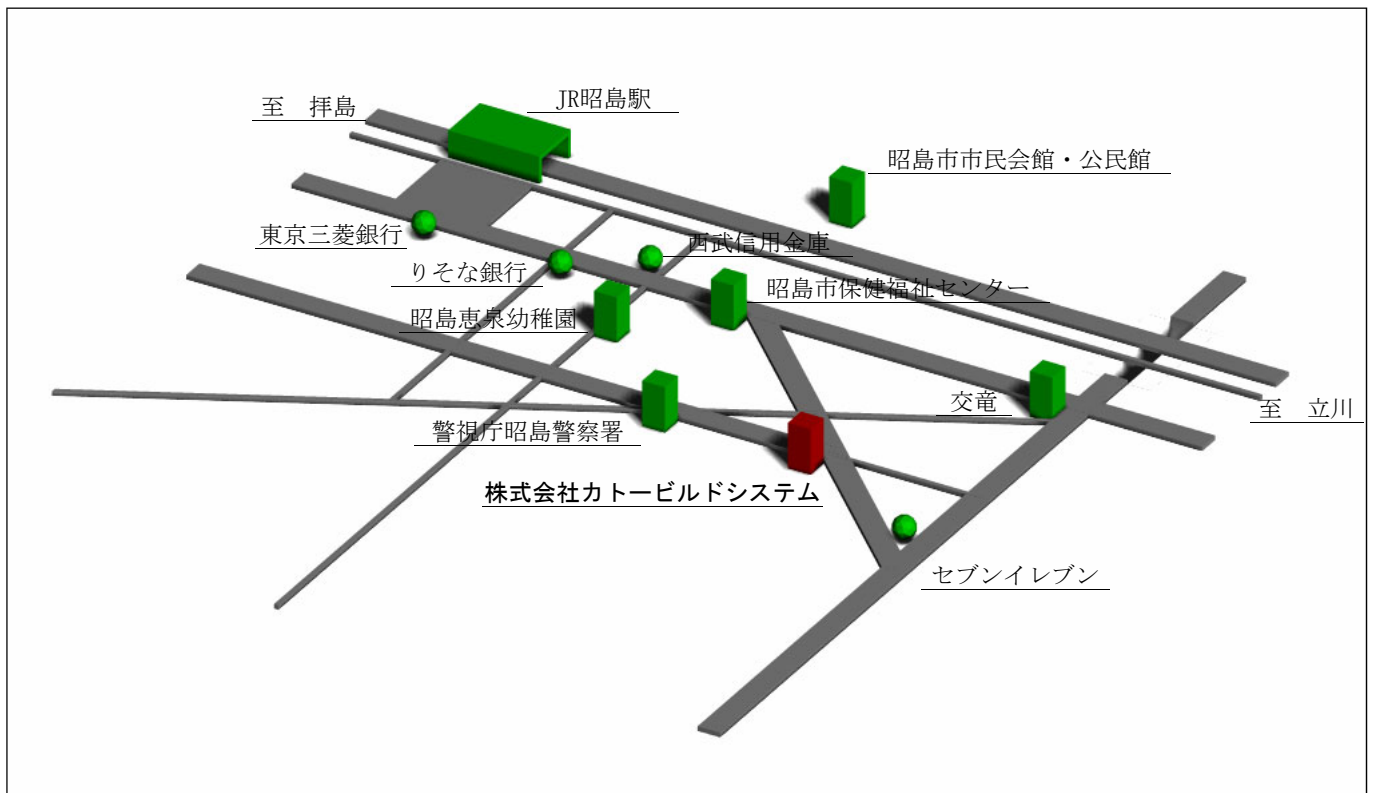 JR昭島駅
至　拝島
昭島市市民会館・公民館
東京三菱銀行
西武信用金庫
りそな銀行
昭島市保健福祉センター
昭島恵泉幼稚園
交竜
至　立川
警視庁昭島警察署
株式会社カトービルドシステム
セブンイレブン